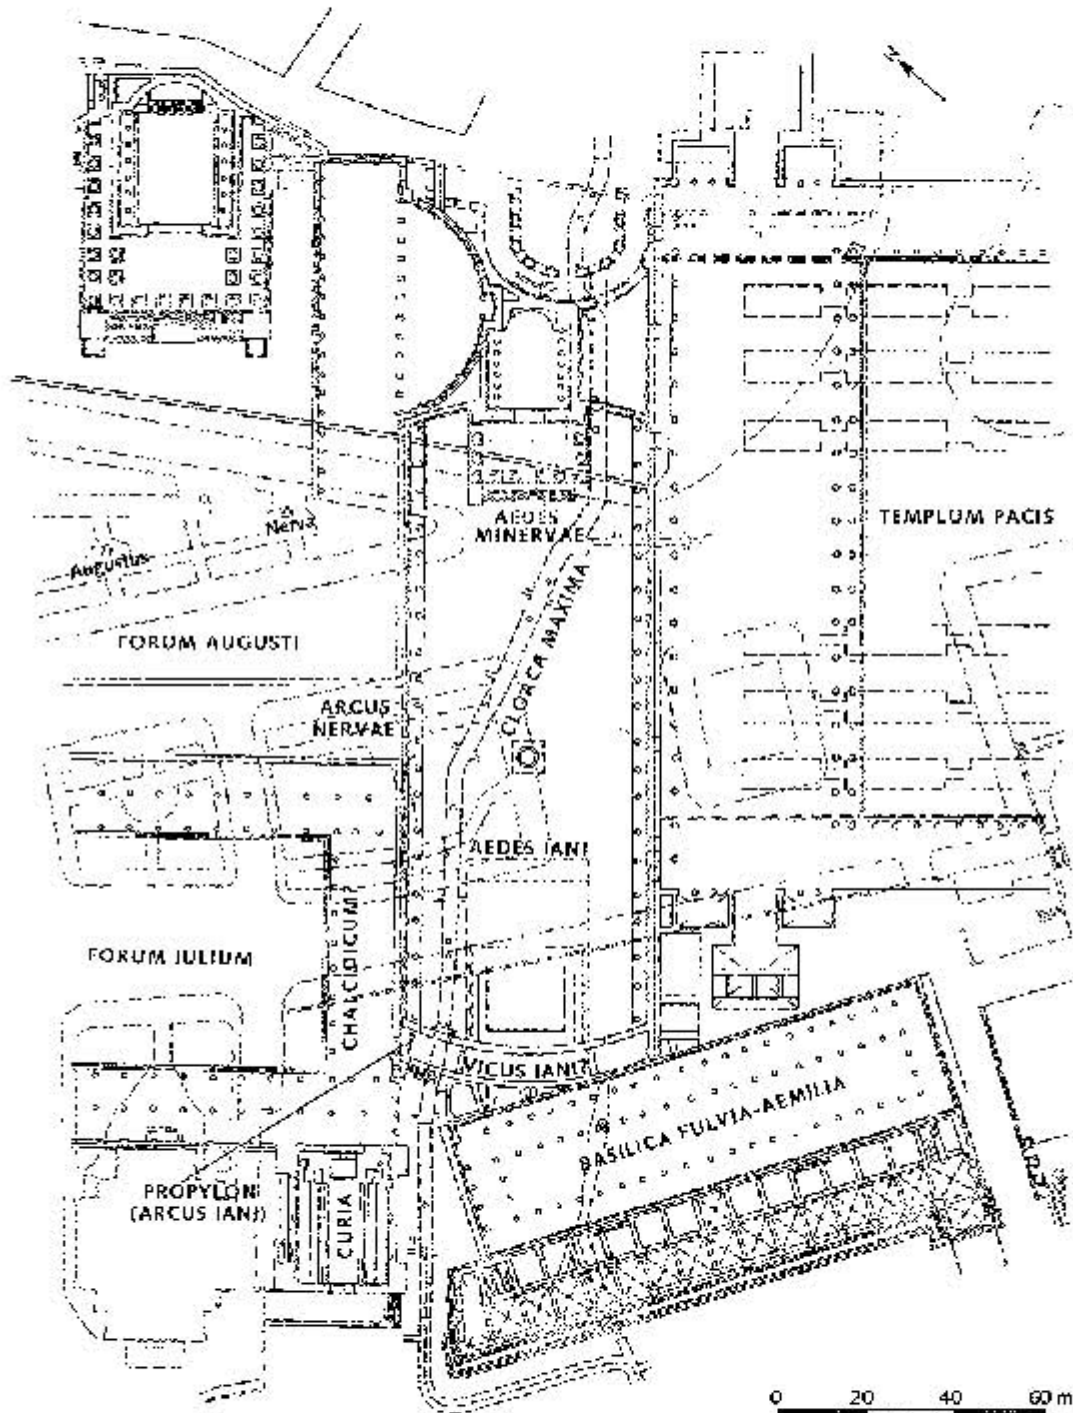 N
AEDES
MINERVAE
TEMPLUM PACIS
Nerva
Augustus
CLOACA MAXIMA
FORUM AUGUSTI
ARCUS
NERVAE
AEDES IANI
FORUM JULIUM
CHALCIDICUM?
VICUS IANI?
BASILICA FULVIA-AEMILIA
PROPYLON
(ARCUS IANI)
CURIA
0 20 40 60 m